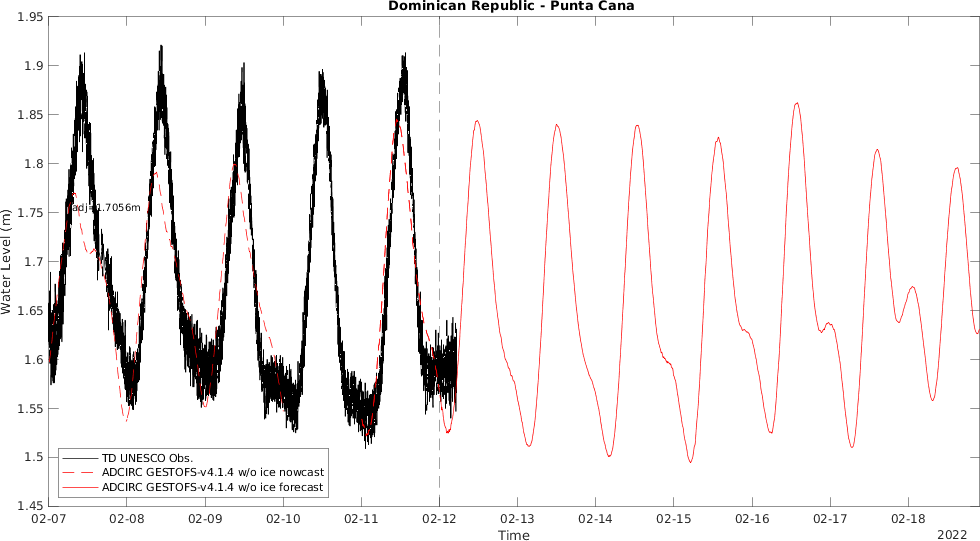 Dominican Republic - Punta Cana
1.95
1.9
1.85
1.8
1.75
1.7
1.65
1.6
1.55
1.5
1.45
Water Level (m)
adj=1.7056m
TD UNESCO Obs.
ADCIRC GESTOFS-v4.1.4 w/o ice nowcast
ADCIRC GESTOFS-v4.1.4 w/o ice forecast
02-07 02-08 02-09 02-10 02-11 02-12 02-13 02-14 02-15 02-16 02-17 02-18
Time
2022